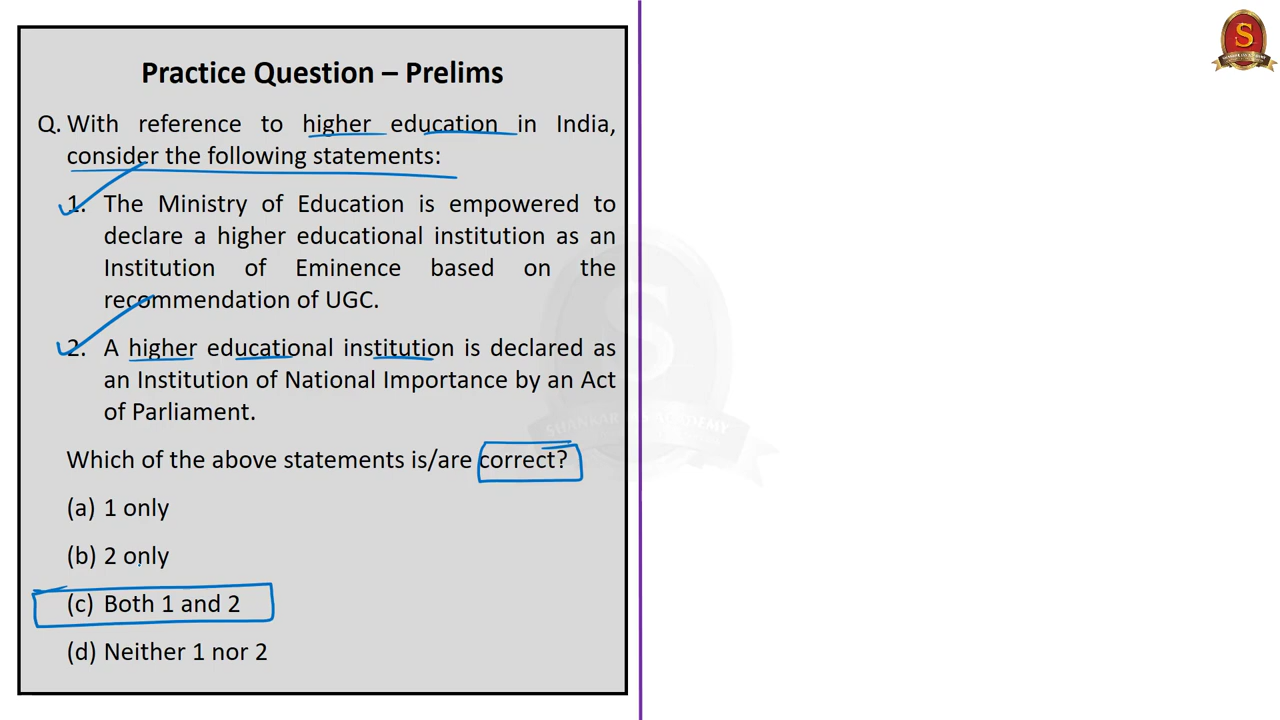 Practice Question – Prelims
Q. With reference to higher education in India,
consider the following statements:
1. The Ministry of Education is empowered to
declare a higher educational institution as an
Institution of Eminence based on the
recommendation of UGC.
2. A higher educational institution is declared as
an Institution of National Importance by an Act
of Parliament.
Which of the above statements is/are correct?
(a) 1 only
(b) 2 only
(c) Both 1 and 2
(d) Neither 1 nor 2
S
S
SHANKAR IAS ACADEMY